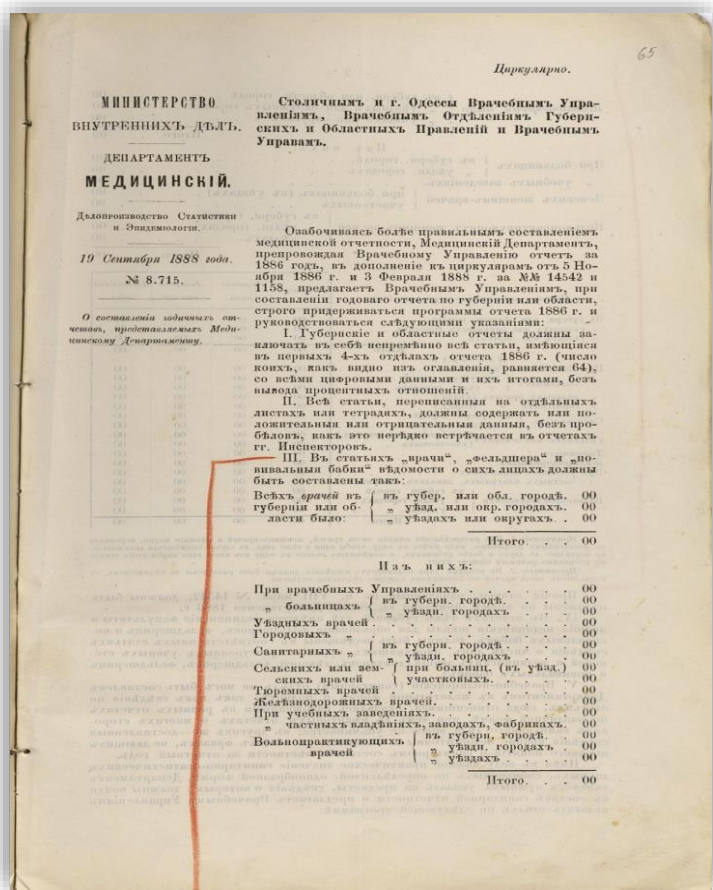 65
Циркулярно.
МИНИСТЕРСТВО
ВНУТРЕННИХЪ ДѢЛЪ.
ДЕПАРТАМЕНТЪ
МЕДИЦИНСКІЙ.
Дѣлопроизводство Статистики
и Эпидеміологіи.
19 Сентября 1888 года.
№ 8.715.
О составленіи годичныхъ от-
четовъ, представляемыхъ Меди-
цинскому Департаменту.
Столичнымъ и г. Одессы Врачебнымъ Упра-
вленіямъ, Врачебнымъ Отдѣленіямъ Губерн-
скихъ и Областныхъ Правленій и Врачебнымъ
Управамъ.
Озабочиваясь болѣе правильнымъ составленіемъ
медицинской отчетности, Медицинскій Департаментъ,
препровождая Врачебному Управленію отчетъ за
1886 годъ, въ дополненіе къ циркулярамъ отъ 5 Но-
ября 1886 г. и 3 Февраля 1888 г. за №№ 14542 и
1158, предлагаетъ Врачебнымъ Управленіямъ, при
составленіи годоваго отчета по губерніи или области,
строго придерживаться программы отчета 1886 г. и
руководствоваться слѣдующими указаніями:
I. Губернскіе и областные отчеты должны за-
ключать въ себѣ непремѣнно всѣ статьи, имѣющіяся
въ первыхъ 4-хъ отдѣлахъ отчета 1886 г. (число
коихъ, какъ видно изъ оглавленія, равняется 64),
со всѣми цифровыми данными и ихъ итогами, безъ
вывода процентныхъ отношеній.
II. Всѣ статьи, переписанныя на отдѣльныхъ
листахъ или тетрадяхъ, должны содержать или по-
ложительныя или отрицательныя данныя, безъ про-
бѣловъ, какъ это нерѣдко встрѣчается въ отчетахъ
гг. Инспекторовъ.
III. Въ статьяхъ „врачи“, „фельдшера“ и „по-
вивальныя бабки“ вѣдомости о сихъ лицахъ должны
быть составлены такъ:
Всѣхъ врачей въ { въ губер. или обл. городѣ. 00
губерніи или об- { „ уѣзд. или окр. городахъ. 00
ласти было: { „ уѣздахъ или округахъ. . 00
Итого. . . 00
Изъ нихъ:
При врачебныхъ Управленіяхъ . . . . . . 00
„ больницахъ { въ губерн. городѣ. . . . 00
{ „ уѣздн. городахъ . . . 00
Уѣздныхъ врачей . . . . . . . . . . . 00
Городовыхъ „ . . . . . . . . . . . 00
Санитарныхъ „ { въ губерн. городѣ . . . . 00
{ „ уѣздн. городахъ . . . . 00
Сельскихъ или зем- { при больниц. (въ уѣзд.) 00
скихъ врачей { участковыхъ. . . . . 00
Тюремныхъ врачей . . . . . . . . . . 00
Желѣзнодорожныхъ врачей. . . . . . . . 00
При учебныхъ заведеніяхъ. . . . . . . . 00
„ частныхъ владѣніяхъ, заводахъ, фабрикахъ. 00
Вольнопрактикующихъ { въ губерн. городѣ. . 00
врачей { „ уѣздн. городахъ . 00
{ „ уѣздахъ . . . . 00
Итого. . . 00